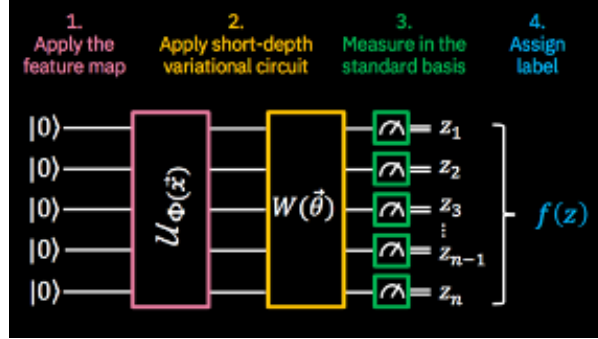 1.
Apply the
feature map
2.
Apply short-depth
variational circuit
3.
Measure in the
standard basis
4.
Assign
label
|0⟩
|0⟩
|0⟩
|0⟩
|0⟩
𝒰_Φ(x⃗)
W(θ⃗)
z₁
z₂
z₃
⋮
zₙ₋₁
zₙ
f(z)